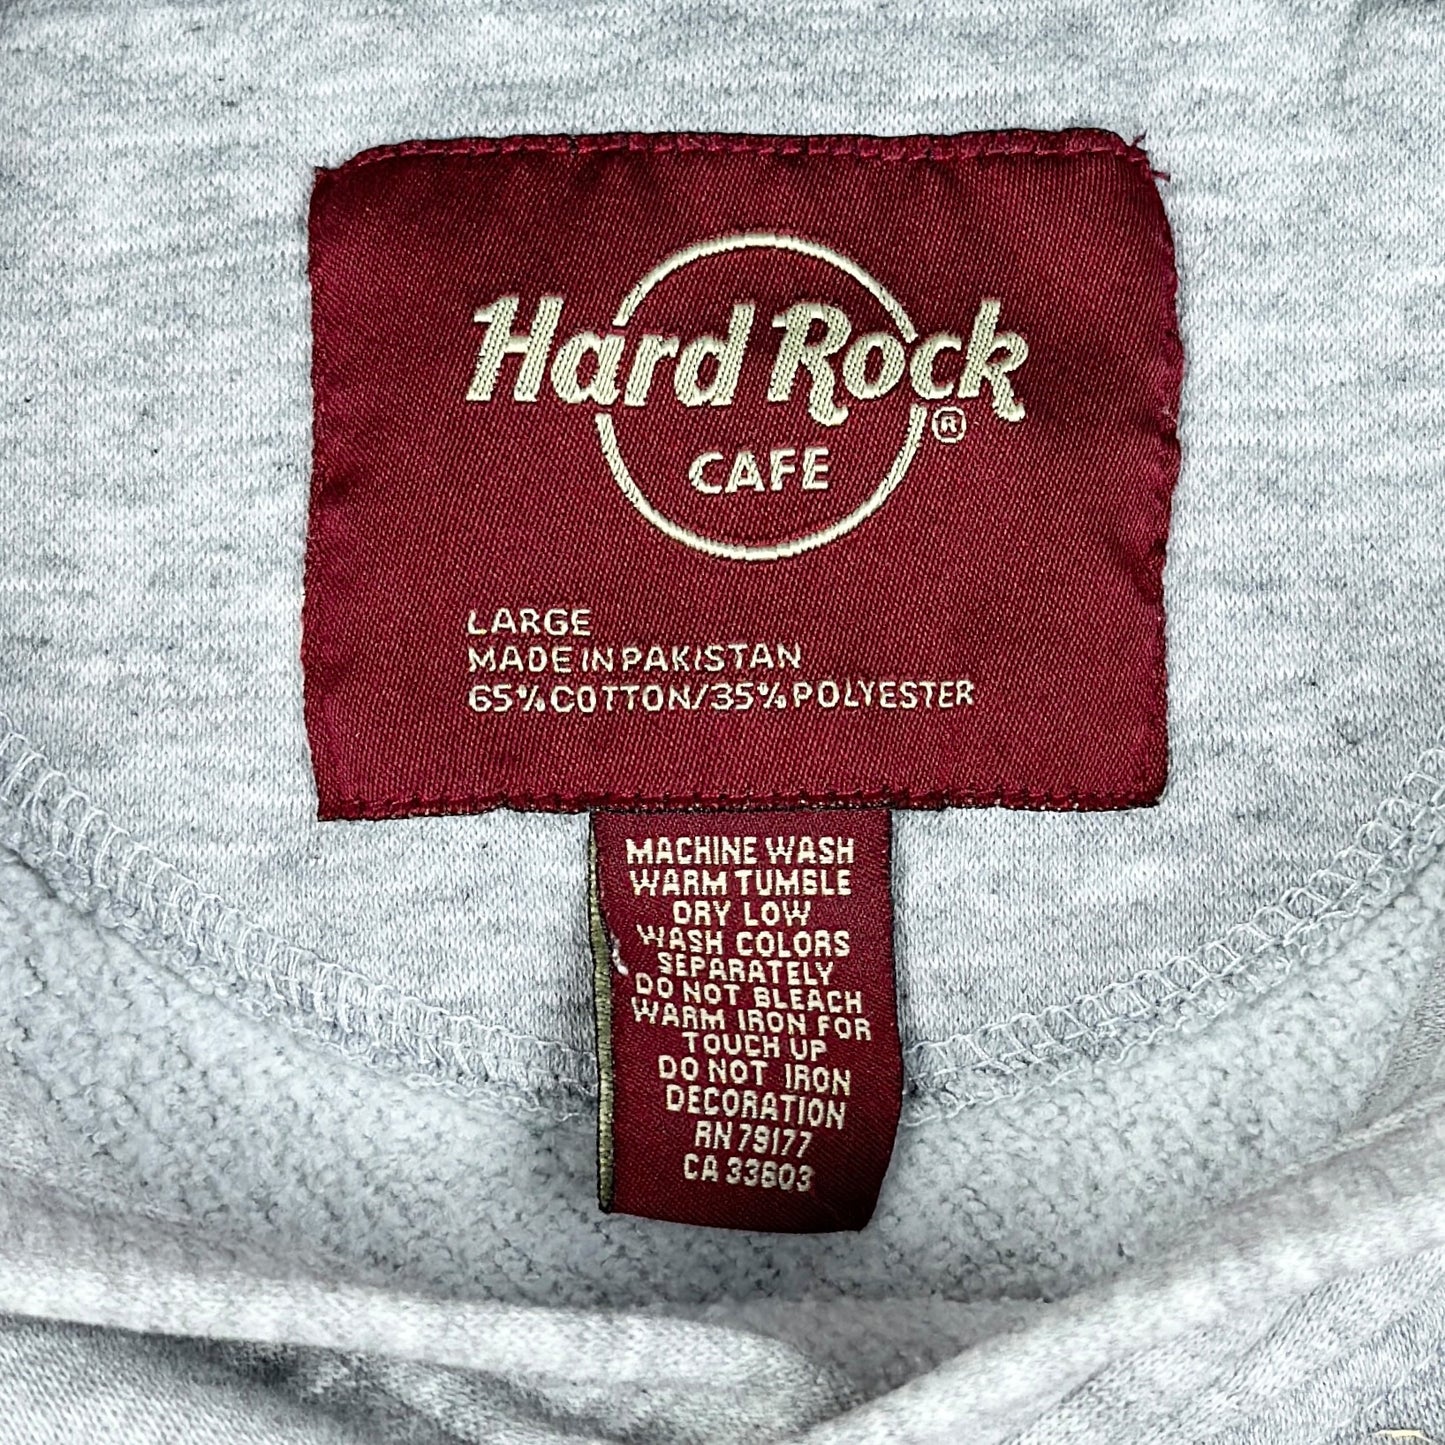 Hard Rock ®
CAFE
LARGE
MADE IN PAKISTAN
65% COTTON/35% POLYESTER
MACHINE WASH
WARM TUMBLE
DRY LOW
WASH COLORS
SEPARATELY
DO NOT BLEACH
WARM IRON FOR
TOUCH UP
DO NOT IRON
DECORATION
RN 79177
CA 33603